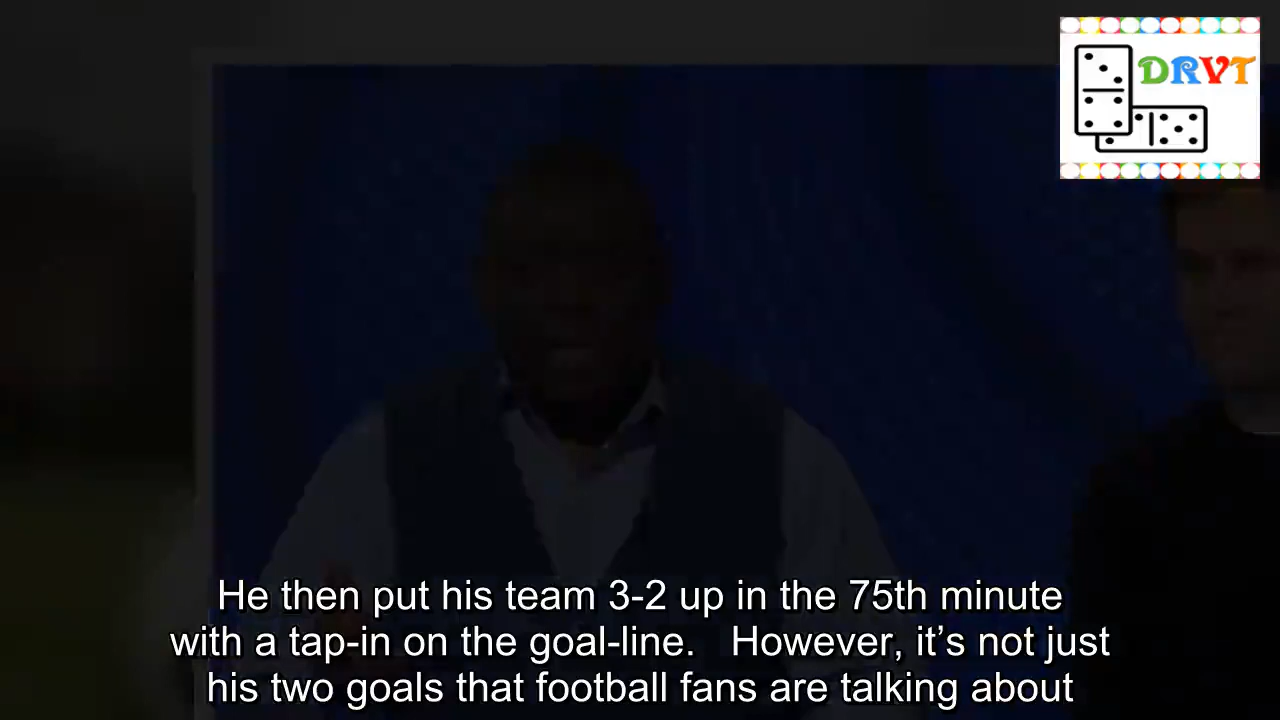 DRVT
He then put his team 3-2 up in the 75th minute
with a tap-in on the goal-line.   However, it’s not just
his two goals that football fans are talking about